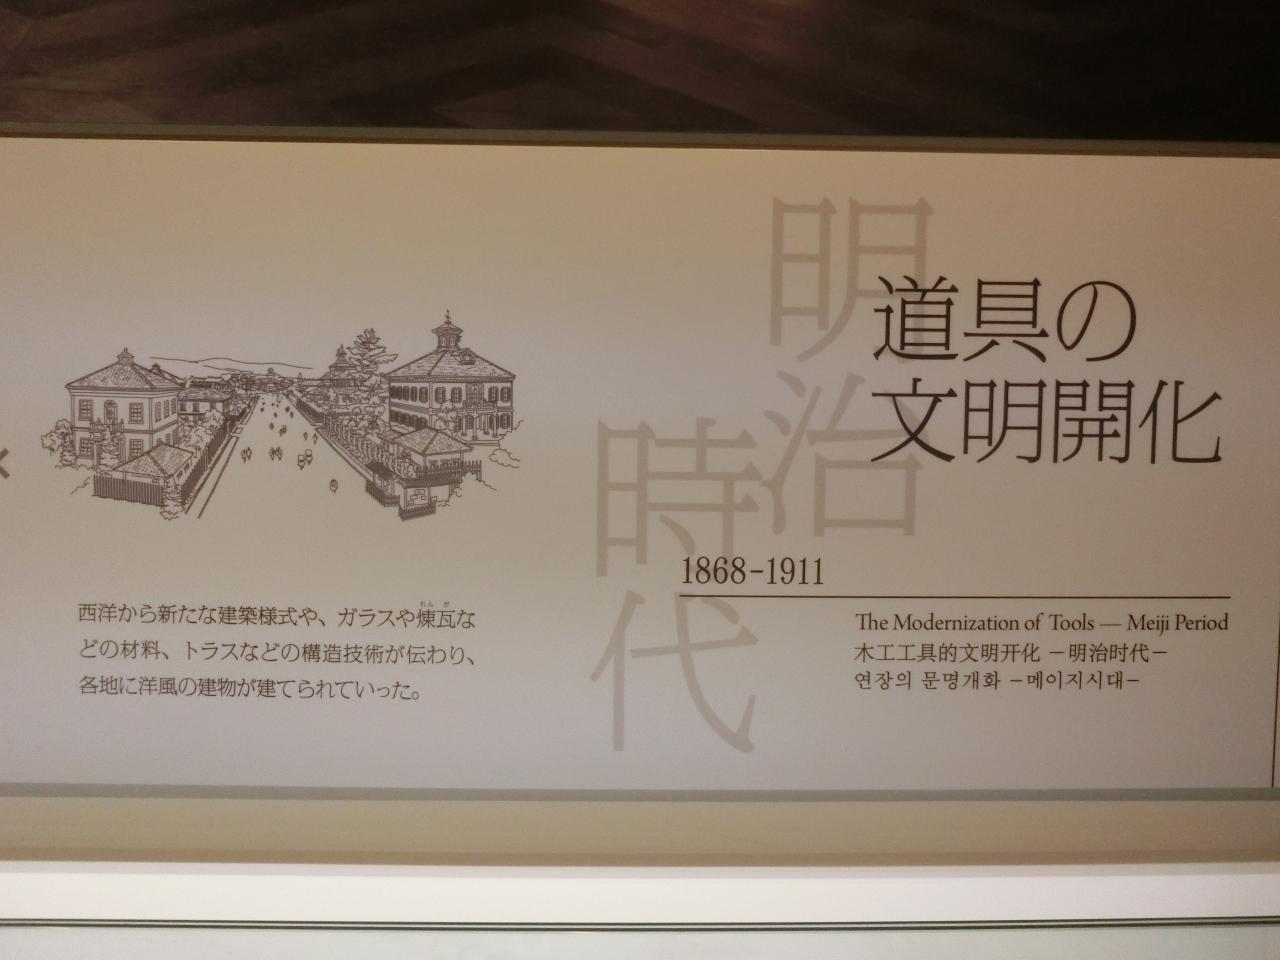 明治
時代
道具の
文明開化
1868-1911
The Modernization of Tools — Meiji Period
木工工具的文明开化 －明治时代－
연장의 문명개화 －메이지시대－
西洋から新たな建築様式や、ガラスや煉瓦な
れん が
どの材料、トラスなどの構造技術が伝わり、
各地に洋風の建物が建てられていった。